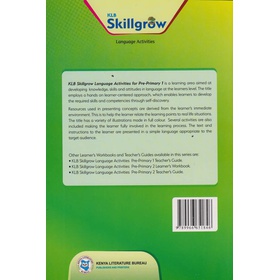 KLB
Skillgrow
Language Activities
KLB Skillgrow Language Activities for Pre-Primary 1 is a learning area aimed at
developing knowledge, skills and attitudes in language at the learners level. The title
employs a hands on learner-centered approach, which enables learners to develop
the required skills and competencies through self-discovery.
Resources used in presenting concepts are derived from the learner's immediate
environment. This is to help the learner relate the learning points to real life situations.
The title has a variety of illustrations made in full colour. Several activities are also
included making the learner fully involved in the learning process. The text and
instructions to the learner are presented in a simple language appropriate to the
target audience.
Other Learner's Workbooks and Teacher's Guides available in this series are:
• KLB Skillgrow Language Activities. Pre-Primary 1 Teacher's Guide.
• KLB Skillgrow Language Activities. Pre-Primary 2 Learner's Workbook.
• KLB Skillgrow Language Activities. Pre-Primary 2 Teacher's Guide.
KENYA LITERATURE BUREAU